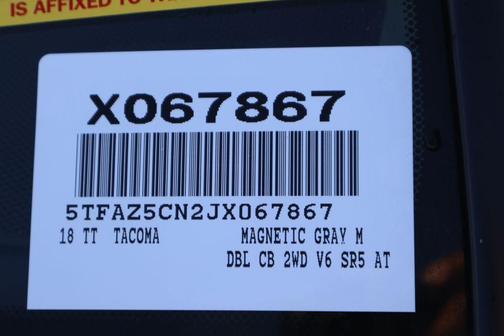 IS AFFIXED TO
X067867
5TFAZ5CN2JX067867
18 TT TACOMA MAGNETIC GRAY M
DBL CB 2WD V6 SR5 AT